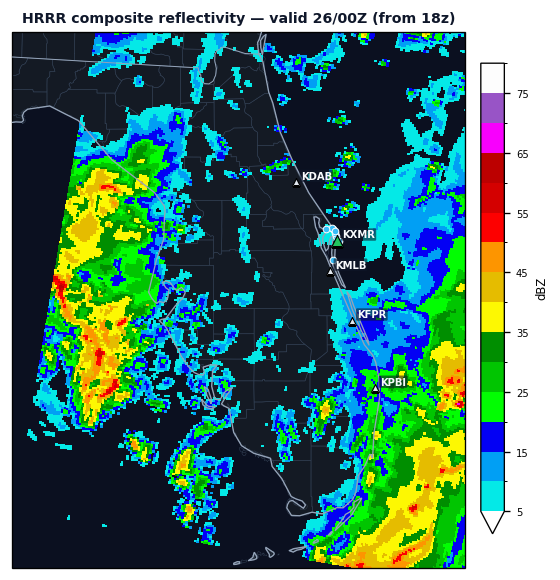 HRRR composite reflectivity — valid 26/00Z (from 18z)
KDAB
KXMR
KMLB
KFPR
KPBI
75
65
55
45
35
25
15
5
dBZ